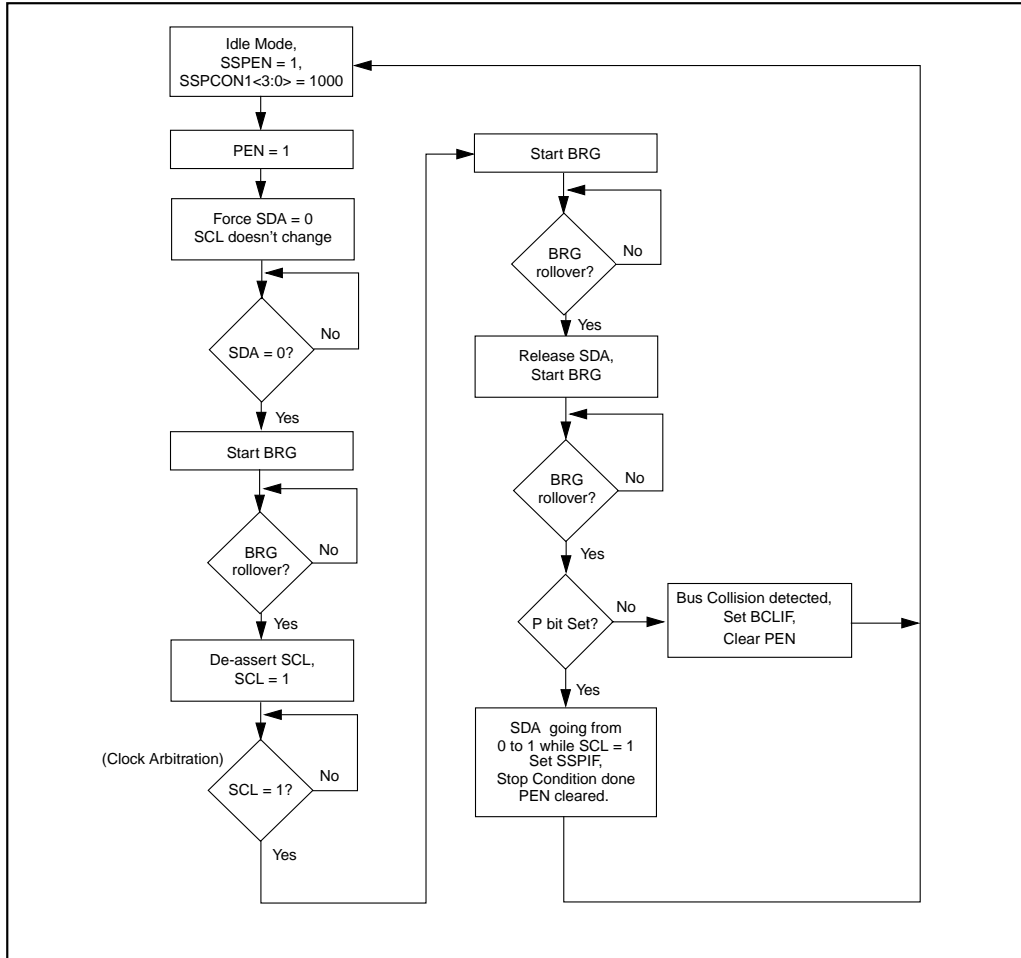 Idle Mode,
SSPEN = 1,
SSPCON1<3:0> = 1000
PEN = 1
Force SDA = 0
SCL doesn't change
SDA = 0?
No
Yes
Start BRG
BRG
rollover?
No
Yes
De-assert SCL,
SCL = 1
(Clock Arbitration)
SCL = 1?
No
Yes
Start BRG
BRG
rollover?
No
Yes
Release SDA,
Start BRG
BRG
rollover?
No
Yes
P bit Set?
No
Bus Collision detected,
Set BCLIF,
Clear PEN
Yes
SDA going from
0 to 1 while SCL = 1
Set SSPIF,
Stop Condition done
PEN cleared.